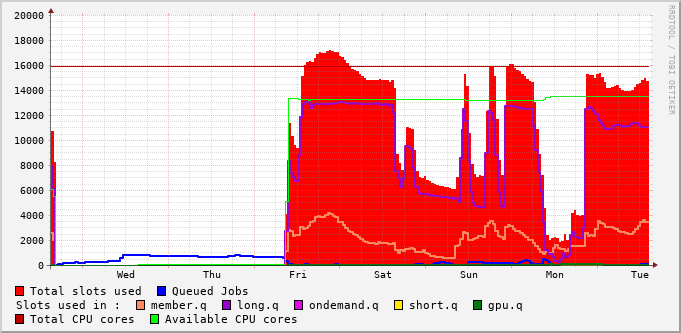 20000
18000
16000
14000
12000
10000
8000
6000
4000
2000
0
Wed Thu Fri Sat Sun Mon Tue
Total slots used Queued Jobs
Slots used in : member.q long.q ondemand.q short.q gpu.q
Total CPU cores Available CPU cores
RRDTOOL / TOBI OETIKER